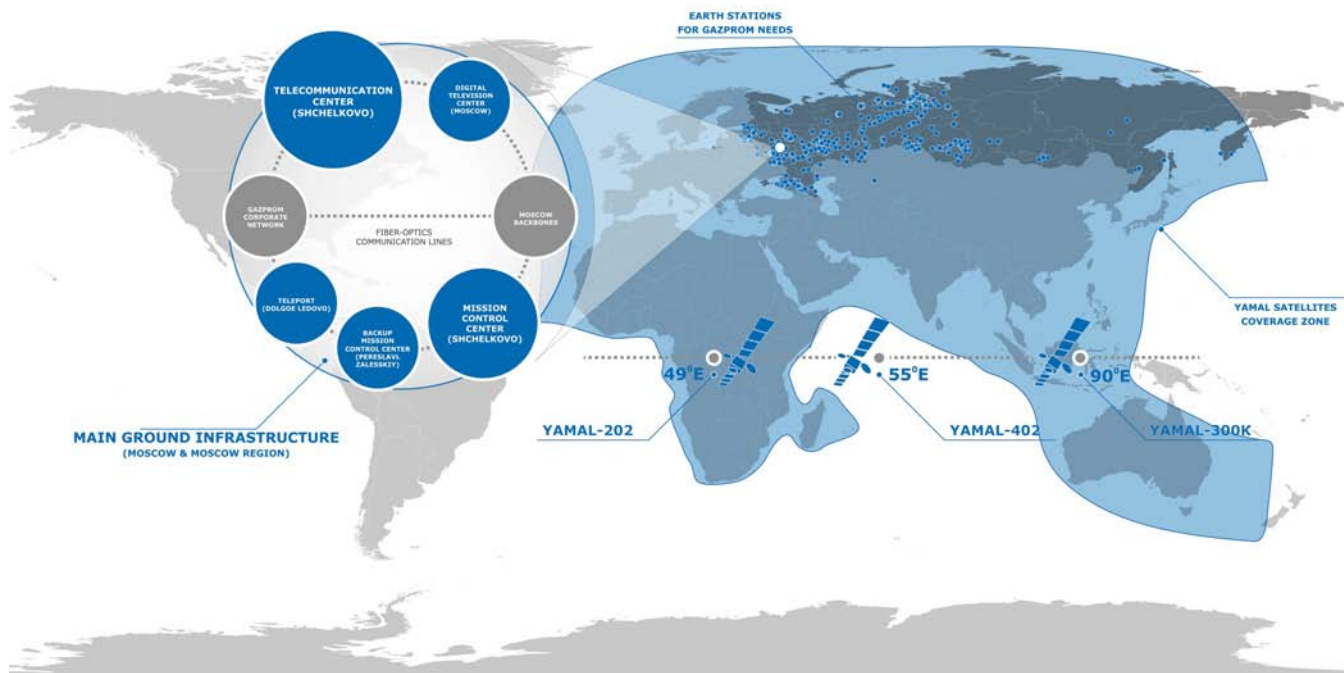 EARTH STATIONS
FOR GAZPROM NEEDS
TELECOMMUNICATION
CENTER
(SHCHELKOVO)
DIGITAL
TELEVISION
CENTER
(MOSCOW)
GAZPROM
CORPORATE
NETWORK
MOSCOW
BACKBONES
FIBER-OPTICS
COMMUNICATION LINES
TELEPORT
(DOLGOE LEDOVO)
BACKUP
MISSION
CONTROL CENTER
(PERESLAVL
ZALESSKIY)
MISSION
CONTROL
CENTER
(SHCHELKOVO)
MAIN GROUND INFRASTRUCTURE
(MOSCOW & MOSCOW REGION)
YAMAL SATELLITES
COVERAGE ZONE
49°E
55°E
90°E
YAMAL-202
YAMAL-402
YAMAL-300K